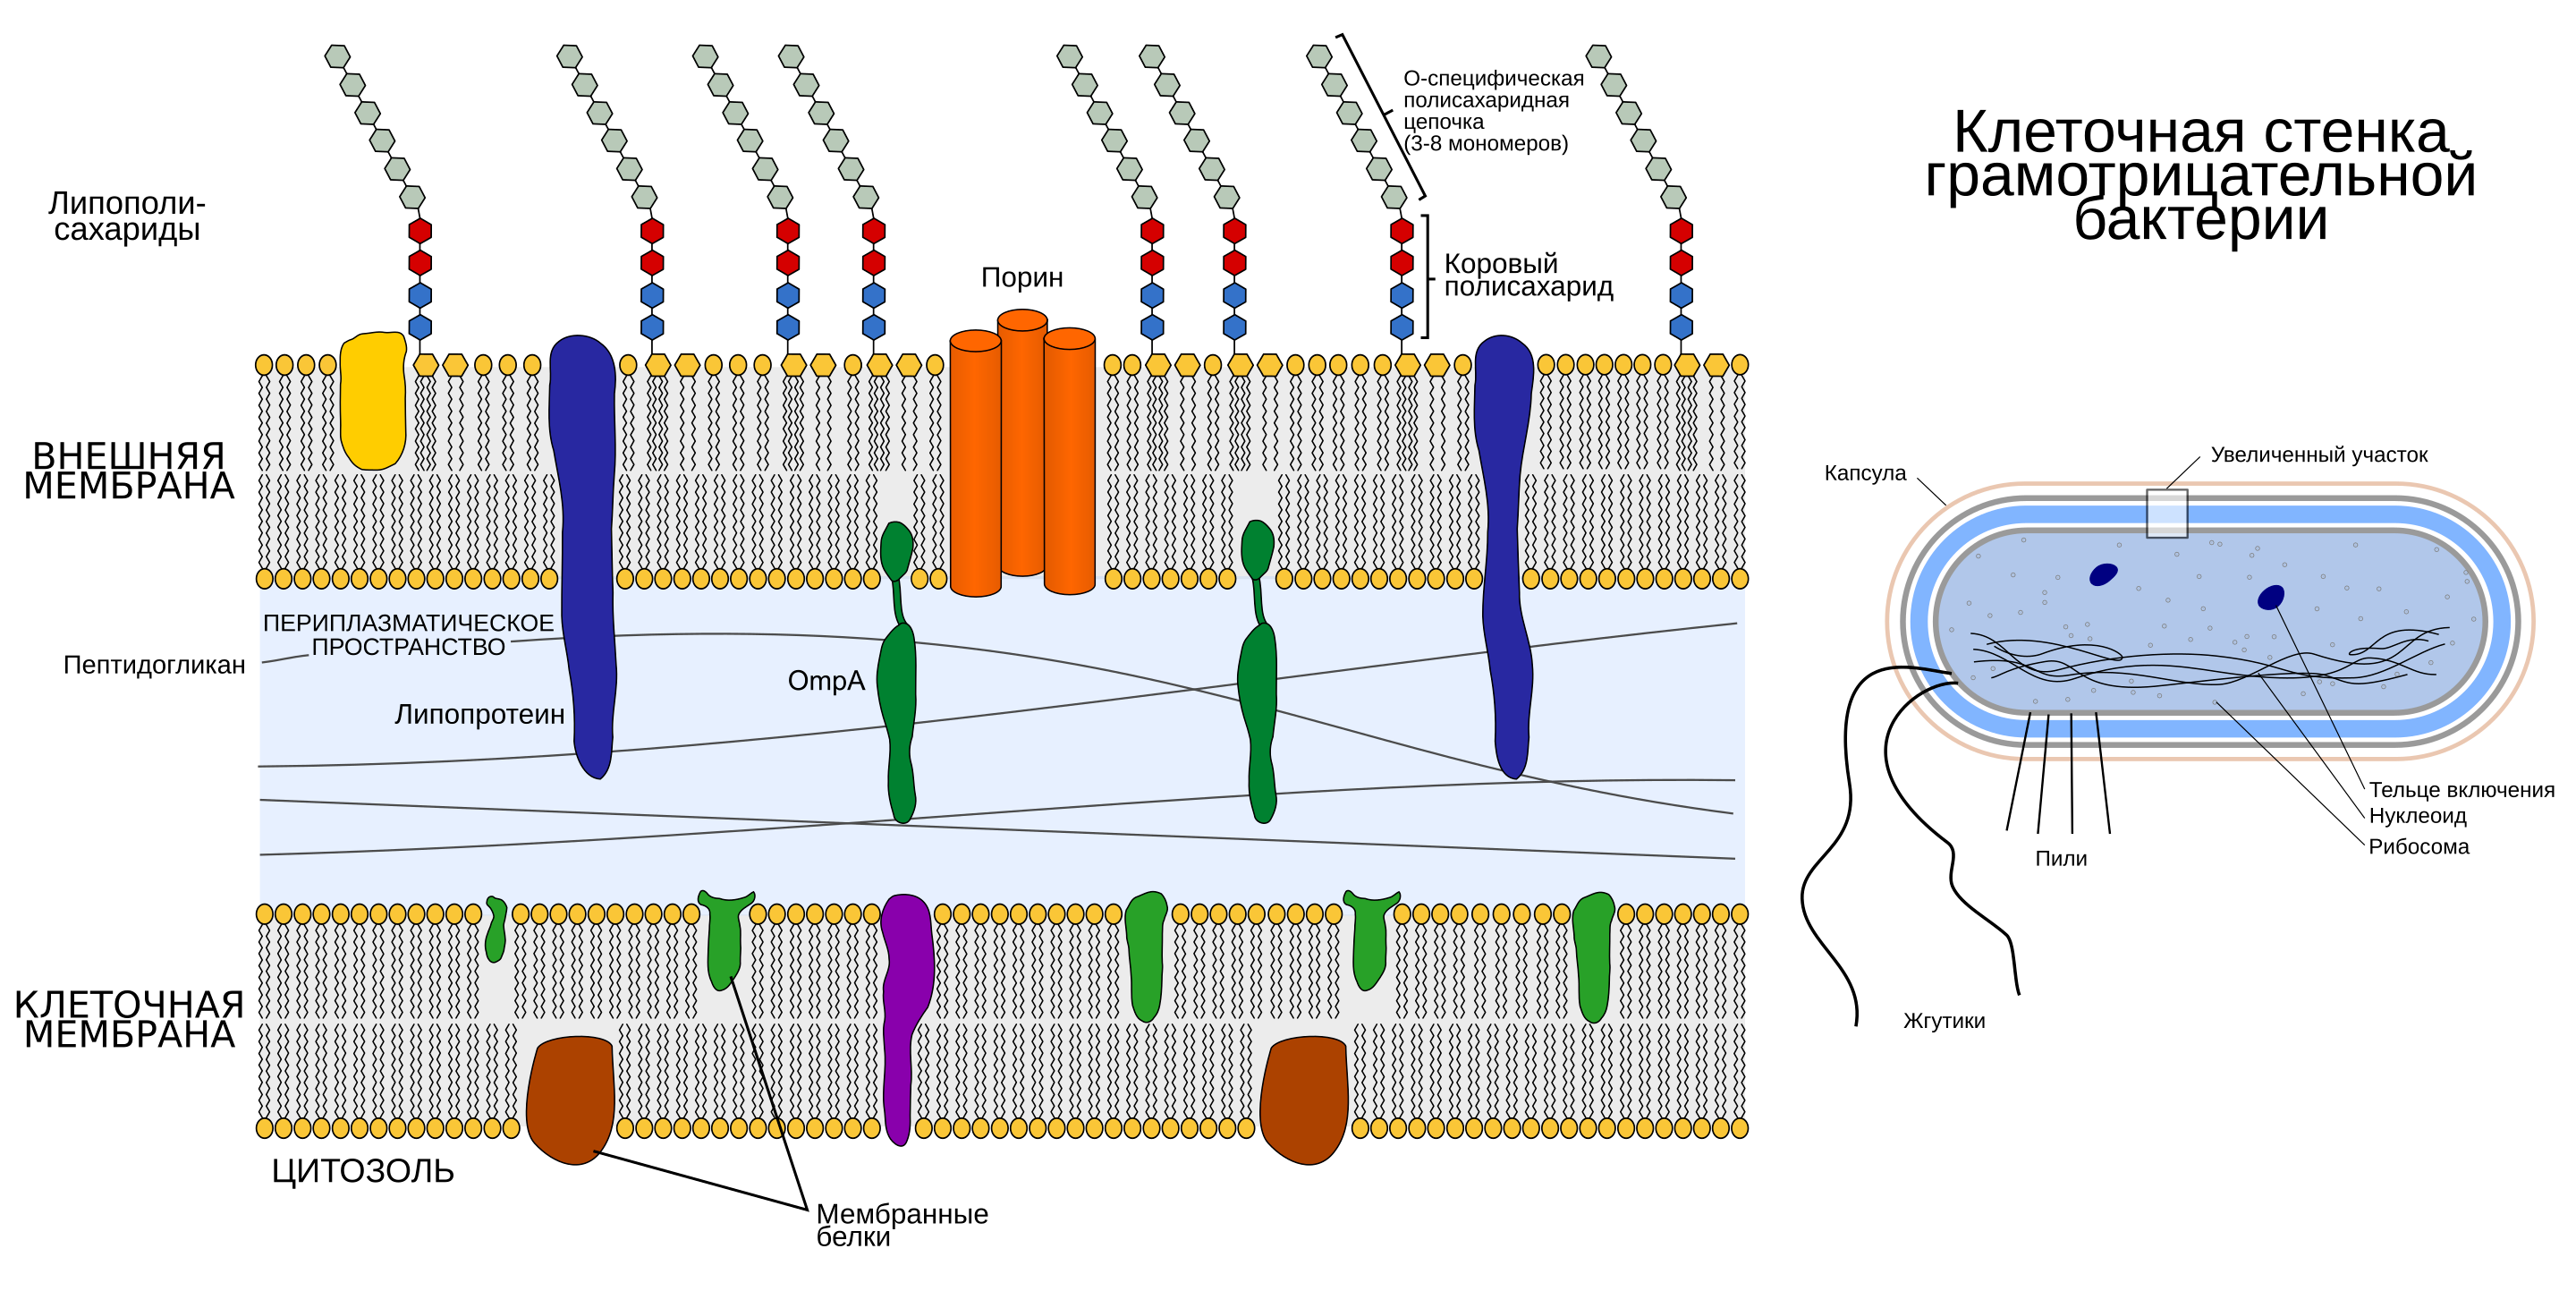 О-специфическая
полисахаридная
цепочка
(3-8 мономеров)
Клеточная стенка
грамотрицательной
бактерии
Липополи-
сахариды
Порин
Коровый
полисахарид
ВНЕШНЯЯ
МЕМБРАНА
Увеличенный участок
Капсула
ПЕРИПЛАЗМАТИЧЕСКОЕ
ПРОСТРАНСТВО
Пептидогликан
OmpA
Липопротеин
Тельце включения
Нуклеоид
Рибосома
Пили
КЛЕТОЧНАЯ
МЕМБРАНА
Жгутики
ЦИТОЗОЛЬ
Мембранные
белки